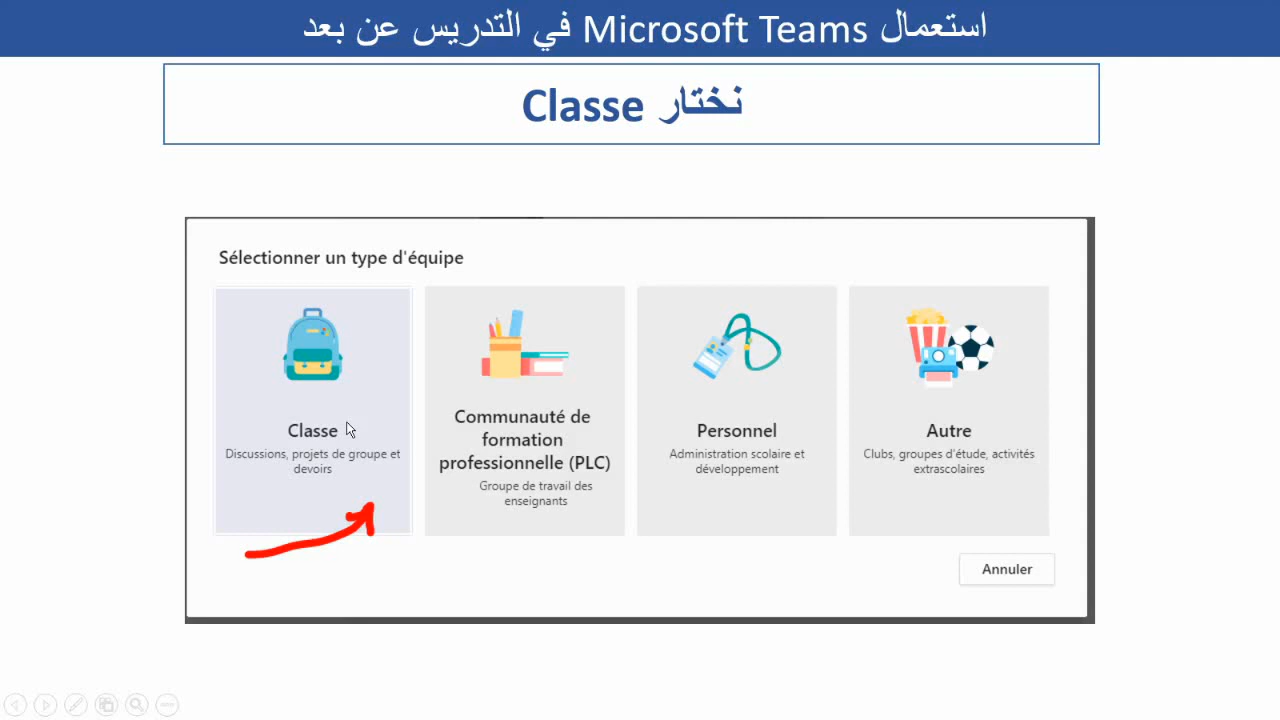 استعمال Microsoft Teams في التدريس عن بعد
نختار Classe
Sélectionner un type d'équipe
Classe
Discussions, projets de groupe et
devoirs
Communauté de
formation
professionnelle (PLC)
Groupe de travail des
enseignants
Personnel
Administration scolaire et
développement
Autre
Clubs, groupes d'étude, activités
extrascolaires
Annuler